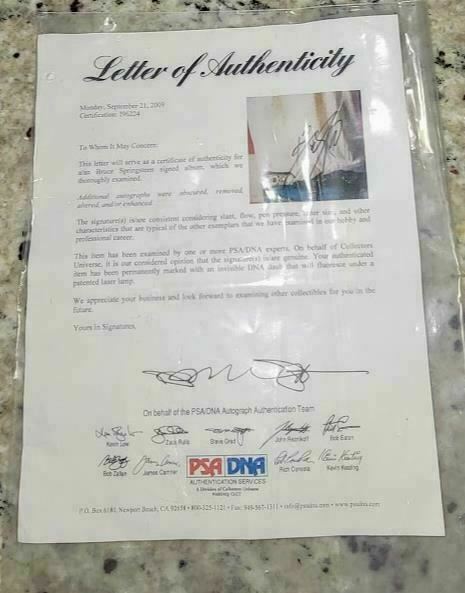 Letter of Authenticity
Monday, September 21, 2009
Certification: I96224
To Whom It May Concern:
This letter will serve as a certificate of authenticity for
a/an Bruce Springsteen signed album, which we
thoroughly examined.
Additional autographs were obscured, removed,
altered, and/or enhanced.
The signature(s) is/are consistent considering slant, flow, pen pressure, letter size, and other
characteristics that are typical of the other exemplars that we have examined in our hobby and
professional career.
This item has been examined by one or more PSA/DNA experts. On behalf of Collectors
Universe, it is our considered opinion that the signature(s) is/are genuine. Your authenticated
item has been permanently marked with an invisible DNA daub that will fluoresce under a
patented laser lamp.
We appreciate your business and look forward to examining other collectibles for you in the
future.
Yours in Signatures,
On behalf of the PSA/DNA Autograph Authentication Team
Kevin Low Zack Rulis Steve Grad John Reznikoff Bob Eaton
Bob Zafian James Camner Rich Consola Kevin Keating
PSA DNA
AUTHENTICATION SERVICES
A Division of Collectors Universe
NASDAQ: CLCT
P.O. Box 6180, Newport Beach, CA 92658 • 800-325-1121 • Fax: 949-567-1311 • info@psadna.com • www.psadna.com